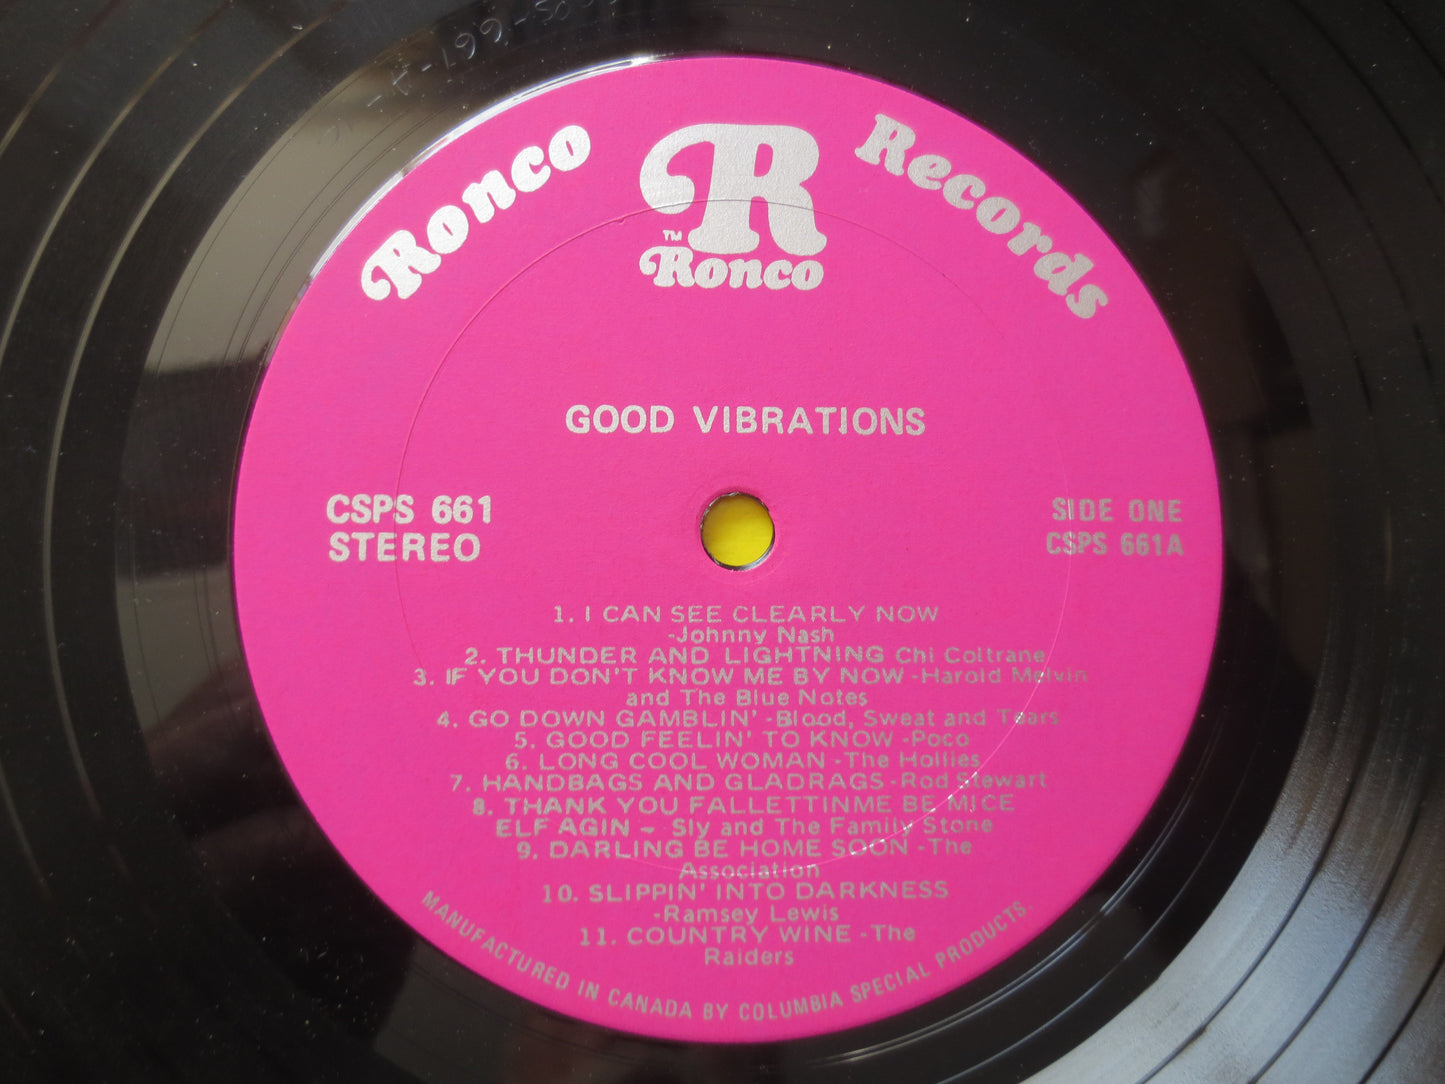 Ronco Records
R
TM
Ronco
GOOD VIBRATIONS
CSPS 661
STEREO
SIDE ONE
CSPS 661A
1. I CAN SEE CLEARLY NOW
-Johnny Nash
2. THUNDER AND LIGHTNING Chi Coltrane
3. IF YOU DON'T KNOW ME BY NOW -Harold Melvin
and The Blue Notes
4. GO DOWN GAMBLIN' -Blood, Sweat and Tears
5. GOOD FEELIN' TO KNOW -Poco
6. LONG COOL WOMAN -The Hollies
7. HANDBAGS AND GLADRAGS -Rod Stewart
8. THANK YOU FALLETTINME BE MICE
ELF AGIN - Sly and The Family Stone
9. DARLING BE HOME SOON -The
Association
10. SLIPPIN' INTO DARKNESS
-Ramsey Lewis
11. COUNTRY WINE -The
Raiders
MANUFACTURED IN CANADA BY COLUMBIA SPECIAL PRODUCTS.